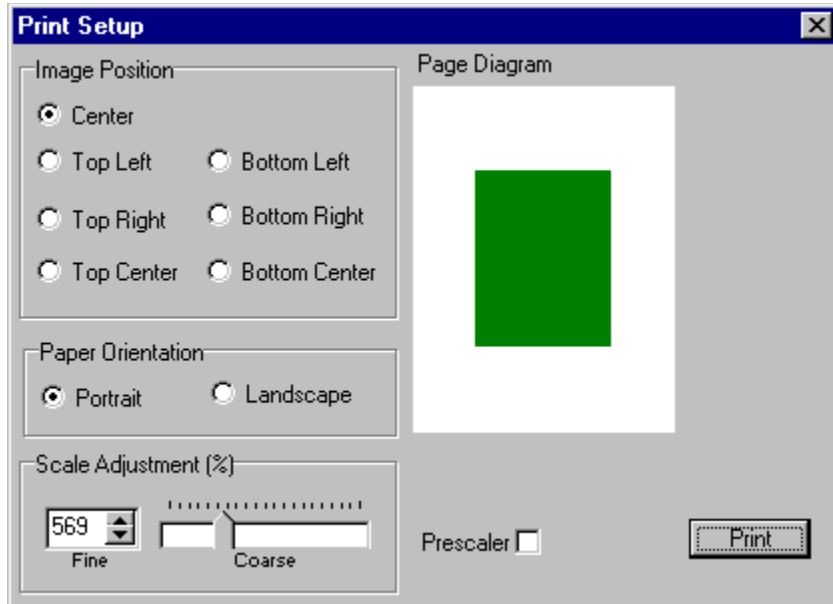 Print Setup
Image Position
Center
Top Left
Bottom Left
Top Right
Bottom Right
Top Center
Bottom Center
Paper Orientation
Portrait
Landscape
Scale Adjustment (%)
569
Fine
Coarse
Page Diagram
Prescaler
Print